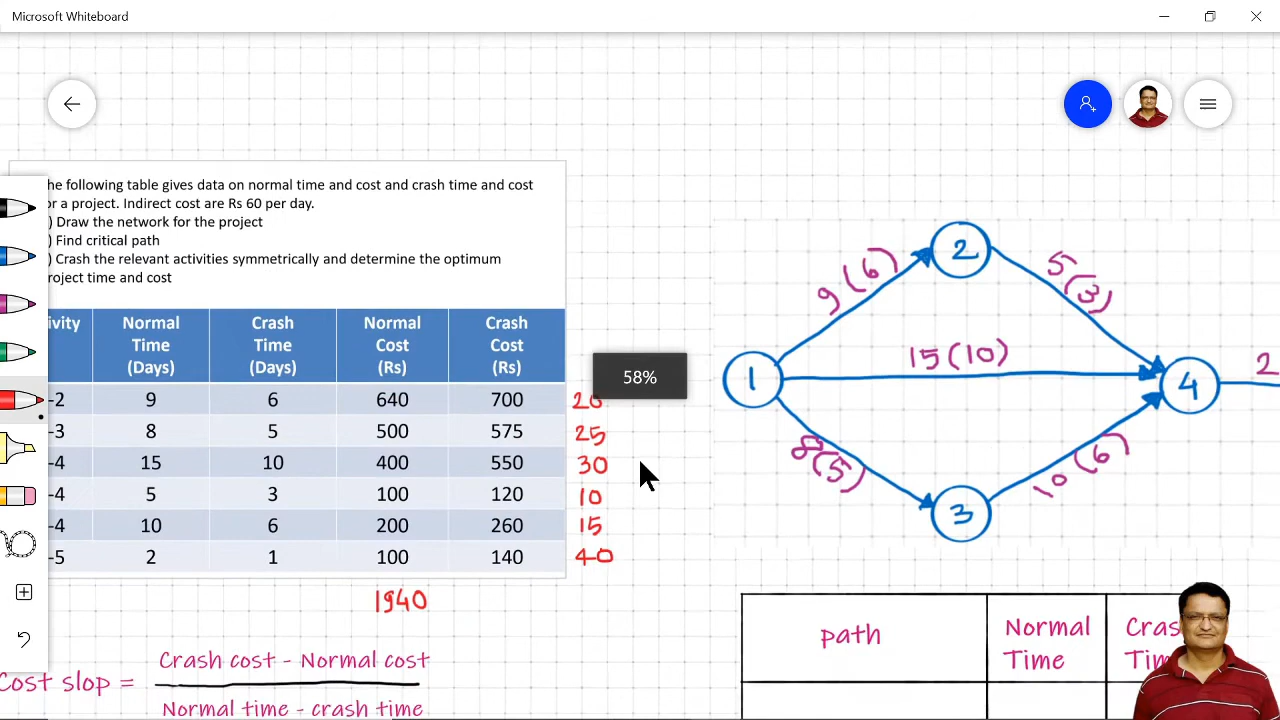 Microsoft Whiteboard
he following table gives data on normal time and cost and crash time and cost
or a project. Indirect cost are Rs 60 per day.
) Draw the network for the project
) Find critical path
) Crash the relevant activities symmetrically and determine the optimum
roject time and cost
ivity Normal Time (Days) Crash Time (Days) Normal Cost (Rs) Crash Cost (Rs)
-2 9 6 640 700 20
-3 8 5 500 575 25
-4 15 10 400 550 30
-4 5 3 100 120 10
-4 10 6 200 260 15
-5 2 1 100 140 40
1940
Cost slop =
Crash cost - Normal cost
Normal time - crash time
58%
2
9(6)
5(3)
1
15(10)
4
2
8(5)
10(6)
3
path
Normal Time
Cras
Tim